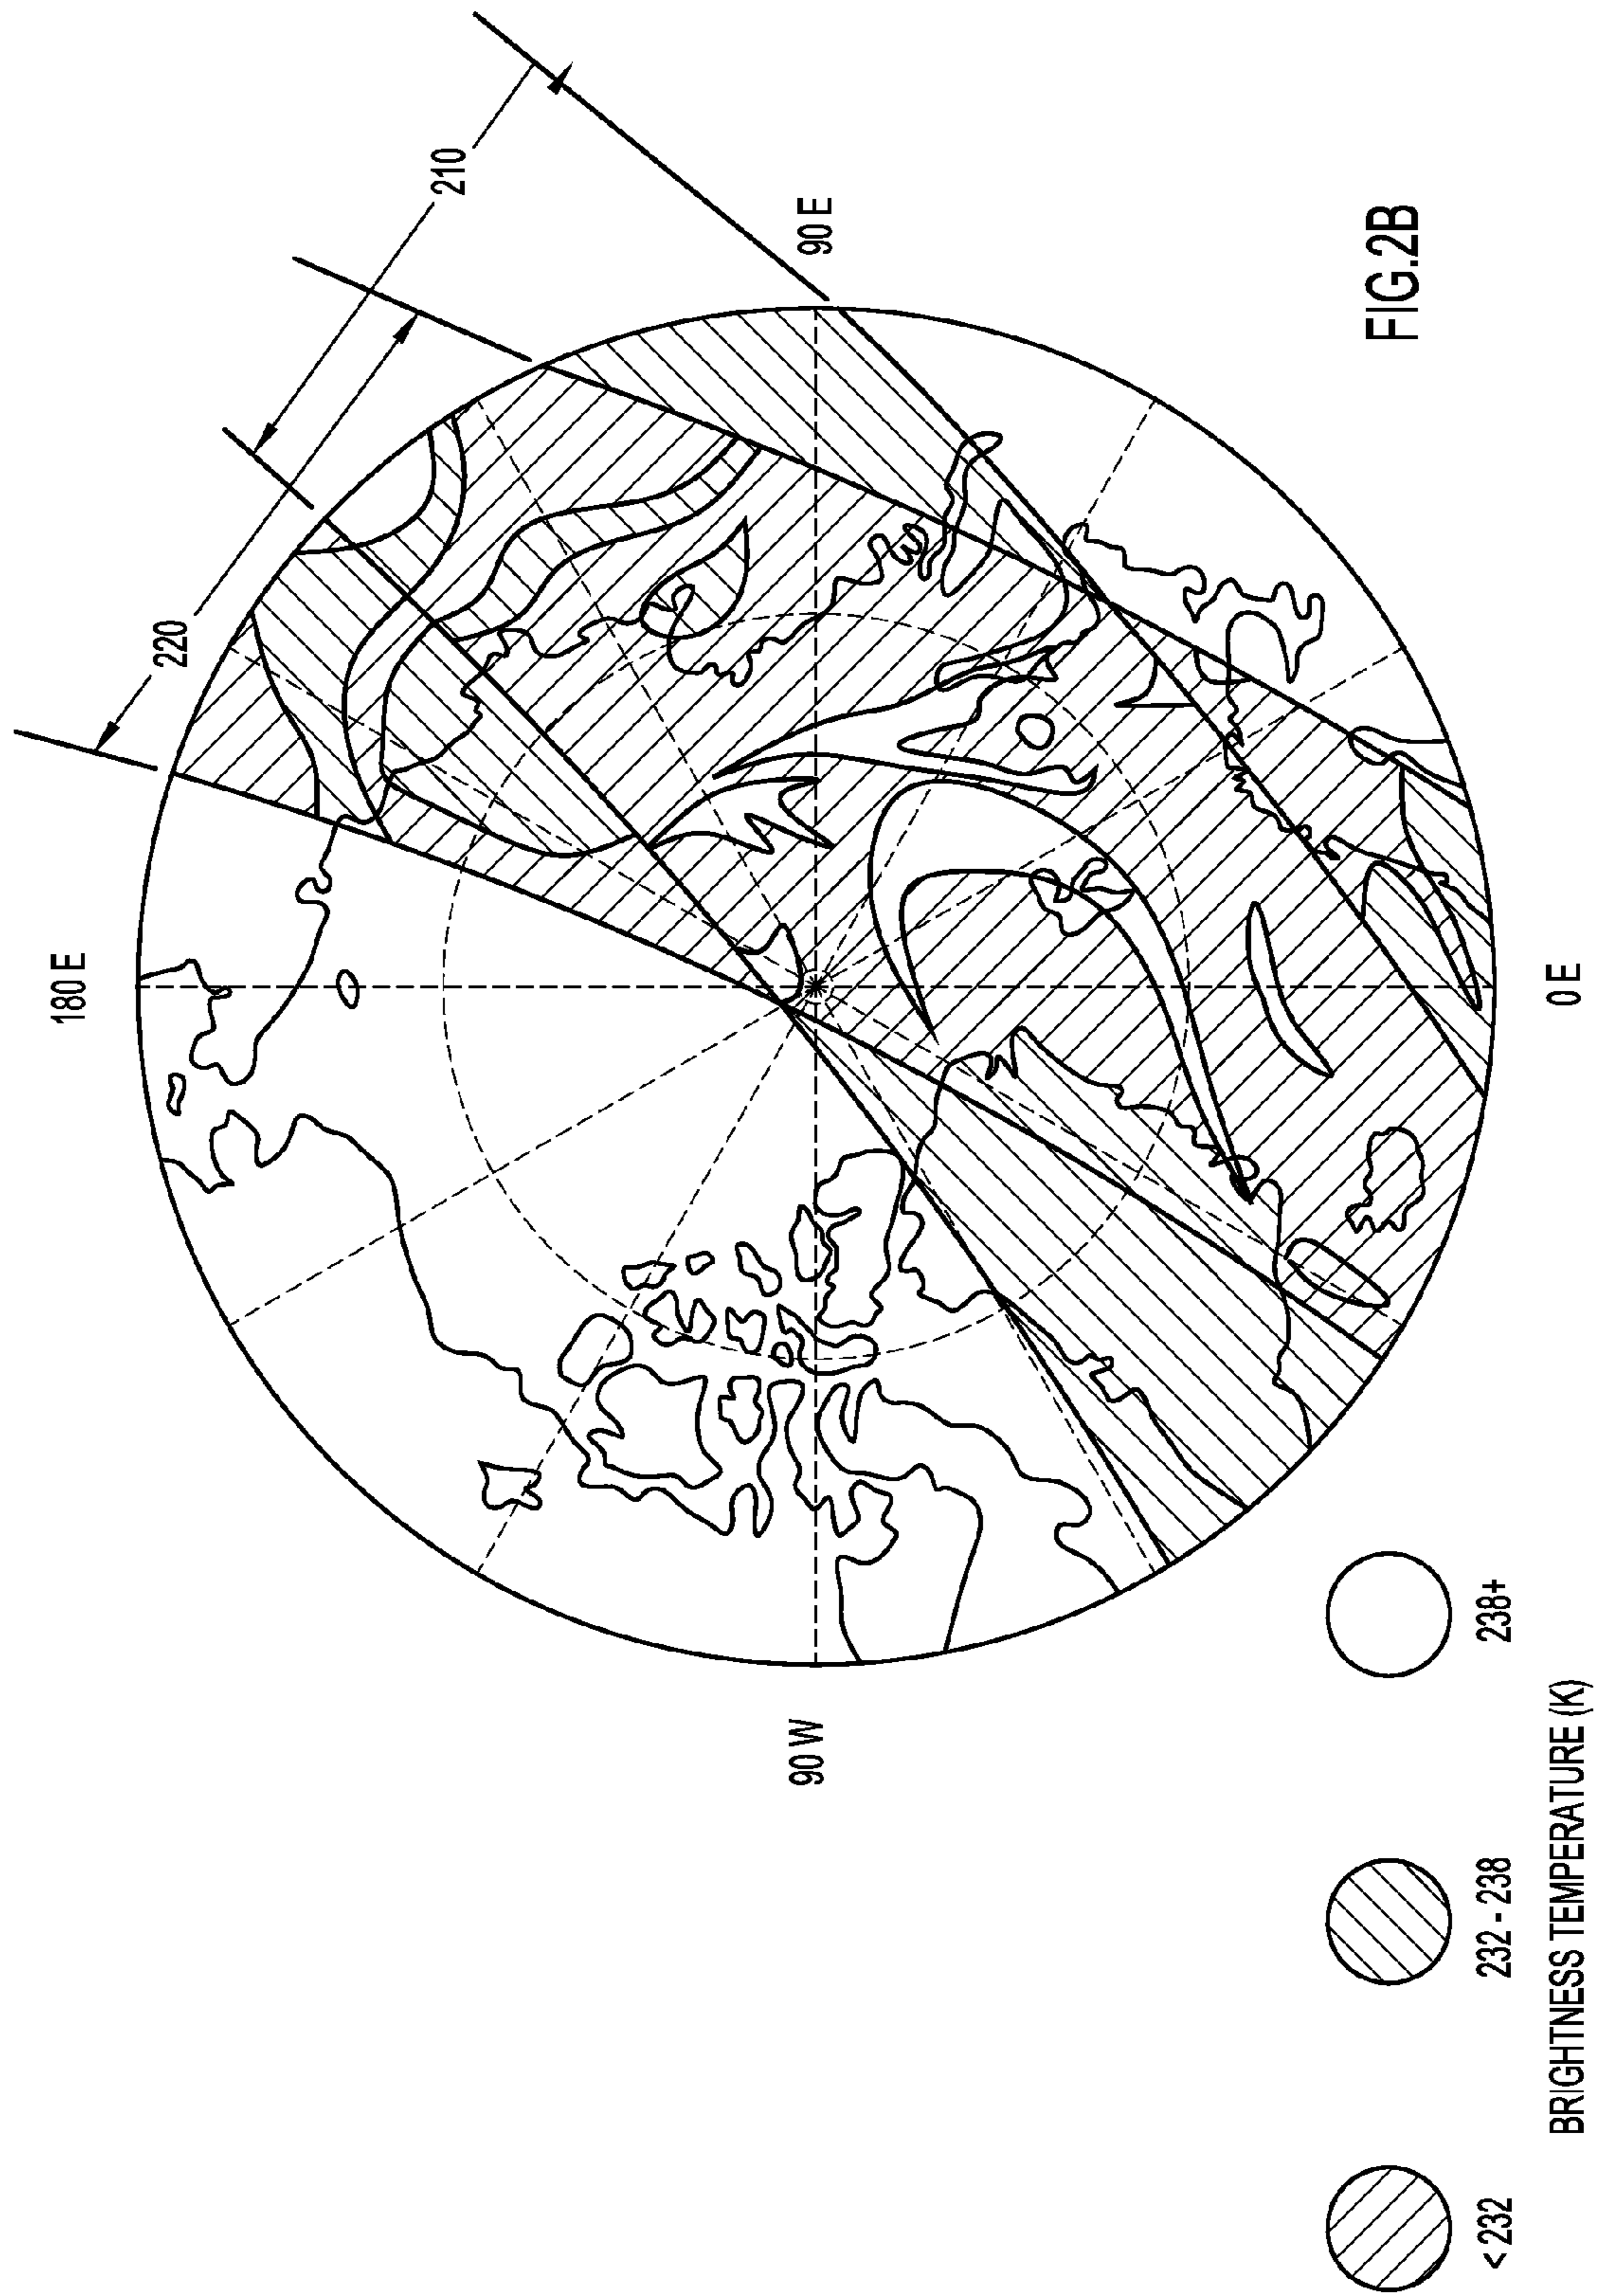 210
220
180 E
90 E
90 W
0 E
< 232
232 - 238
238+
BRIGHTNESS TEMPERATURE (K)
FIG.2B